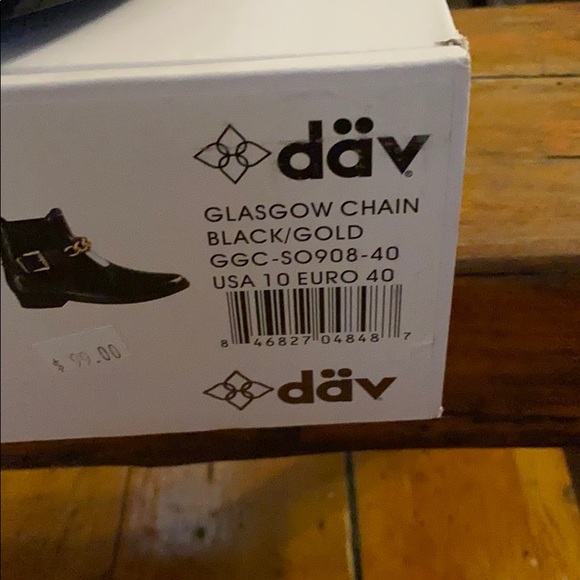 däv
GLASGOW CHAIN
BLACK/GOLD
GGC-SO908-40
USA 10 EURO 40
8 46827 04848 7
$ 99.00
däv